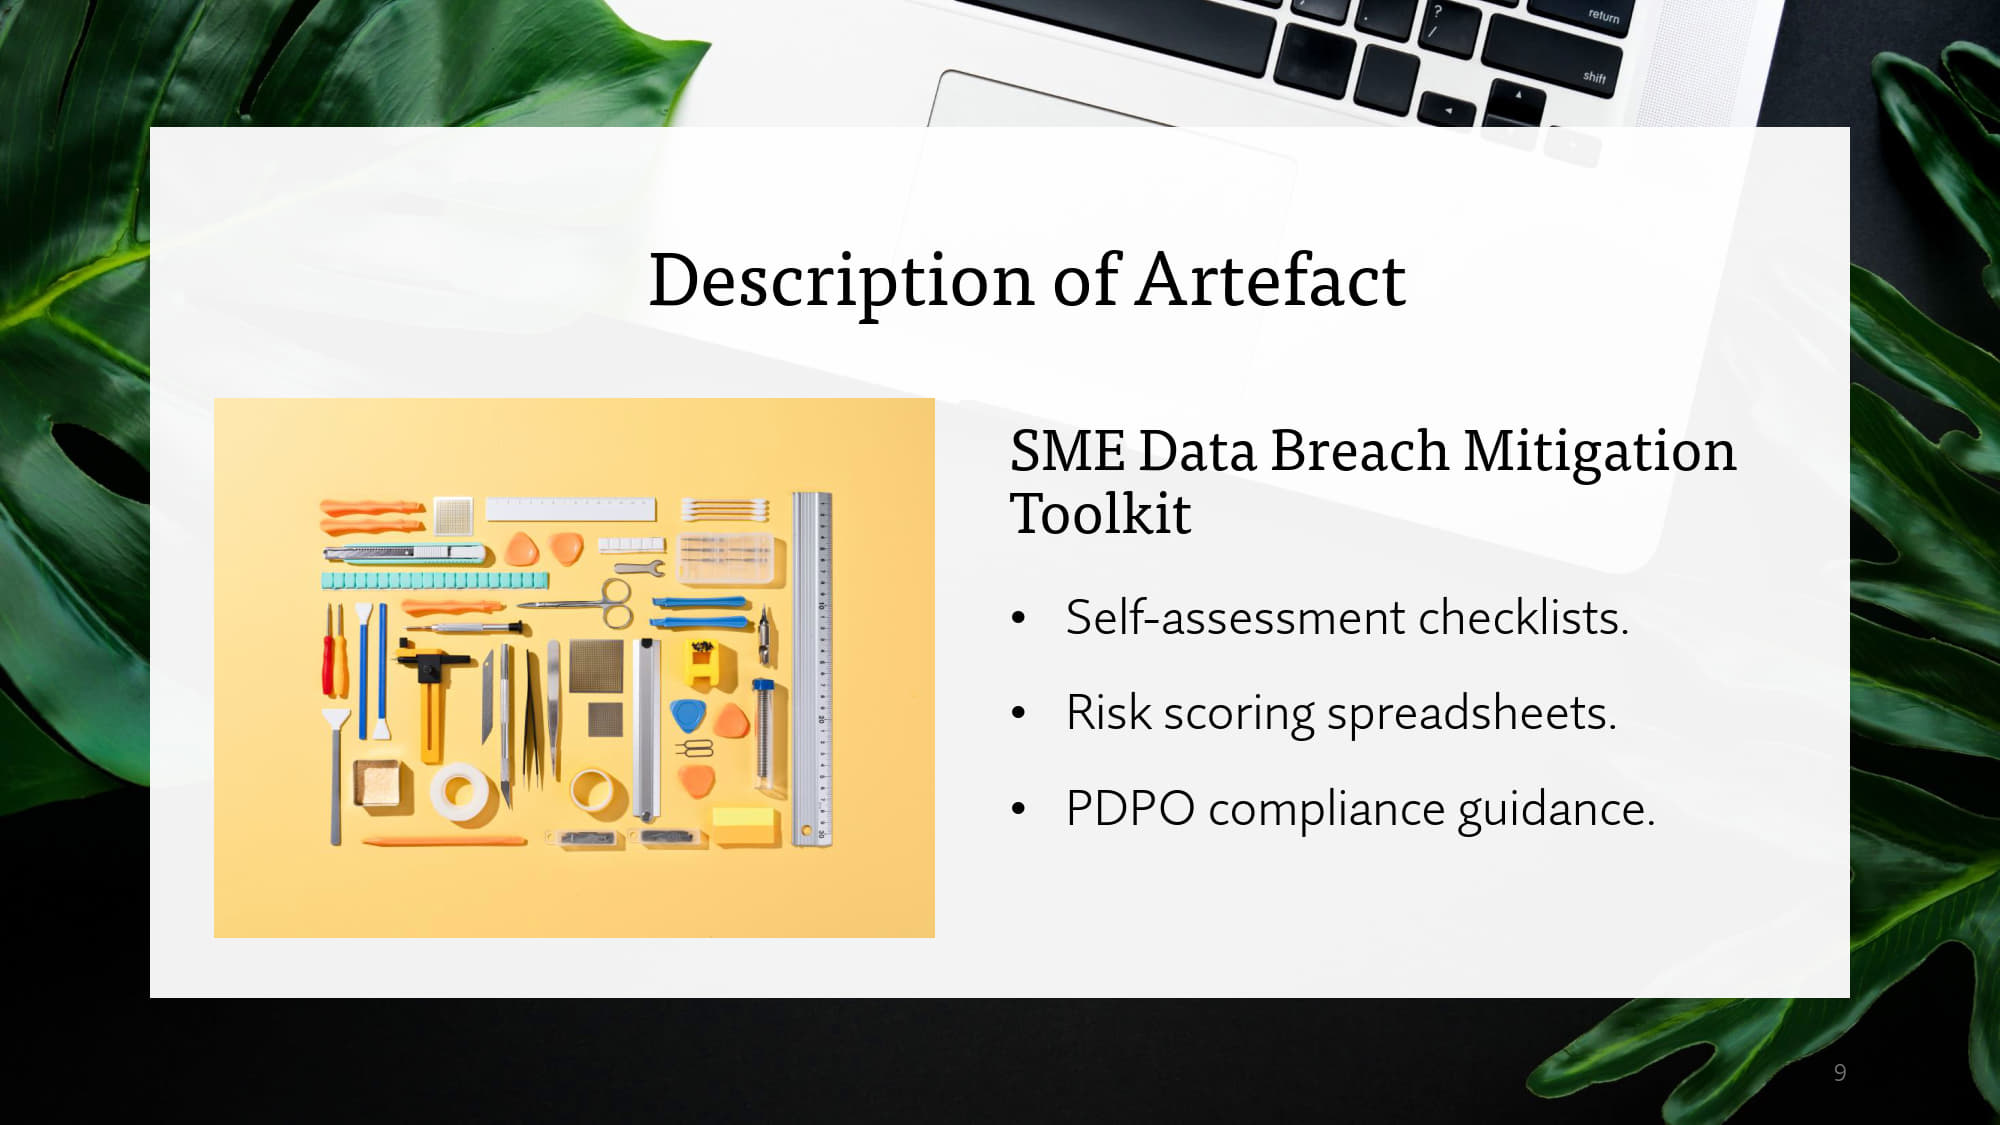 return
? /
shift
Description of Artefact
SME Data Breach Mitigation
Toolkit
• Self-assessment checklists.
• Risk scoring spreadsheets.
• PDPO compliance guidance.
9